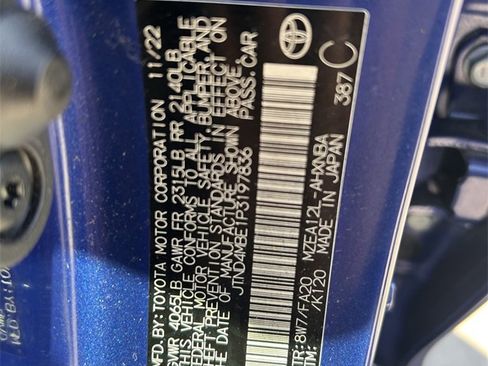 MFD.BY:TOYOTA MOTOR CORPORATION 11/22
GVWR 4065LB GAWR FR 2315LB RR 2140LB
THIS VEHICLE CONFORMS TO ALL APPLICABLE
FEDERAL MOTOR VEHICLE SAFETY, BUMPER, AND
THEFT PREVENTION STANDARDS IN EFFECT ON
THE DATE OF MANUFACTURE SHOWN ABOVE.
JTND4MBE1P3197836 PASS.CAR
C
387
TR:8W7/FA20 MZEA12L-AHXNBA
TM: /K120 MADE IN JAPAN